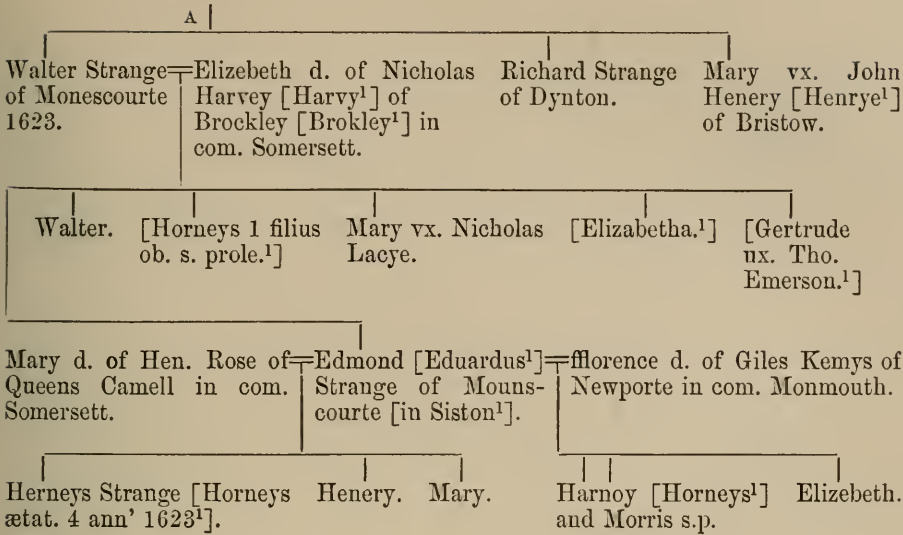 A
Walter Strange of Monescourte 1623.
Elizebeth d. of Nicholas Harvey [Harvy¹] of Brockley [Brokley¹] in com. Somersett.
Richard Strange of Dynton.
Mary vx. John Henery [Henrye¹] of Bristow.
Walter.
[Horneys 1 filius ob. s. prole.¹]
Mary vx. Nicholas Lacye.
[Elizabetha.¹]
[Gertrude ux. Tho. Emerson.¹]
Mary d. of Hen. Rose of Queens Camell in com. Somersett.
Edmond [Eduardus¹] Strange of Mounscourte [in Siston¹].
fflorence d. of Giles Kemys of Newporte in com. Monmouth.
Herneys Strange [Horneys ætat. 4 ann' 1623¹].
Henery.
Mary.
Harnoy [Horneys¹] and Morris s.p.
Elizebeth.